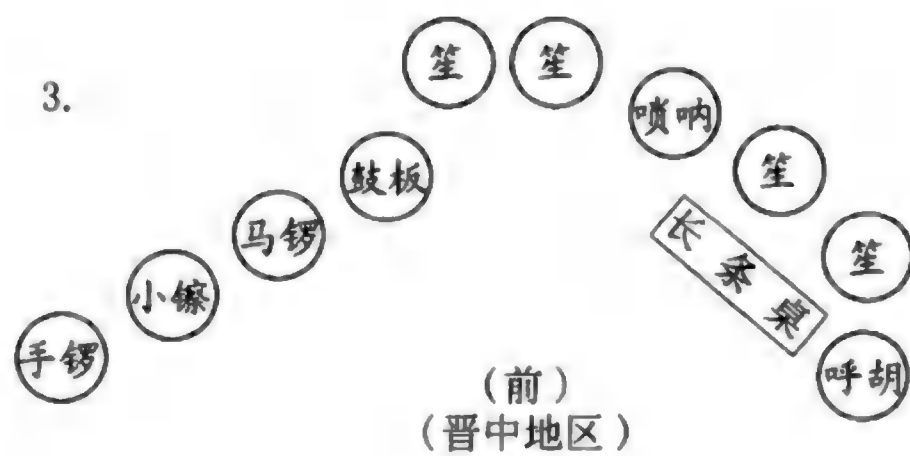 3.
笙
笙
唢呐
鼓板
笙
马锣
长条桌
笙
小镲
手锣
呼胡
(前)
(晋中地区)